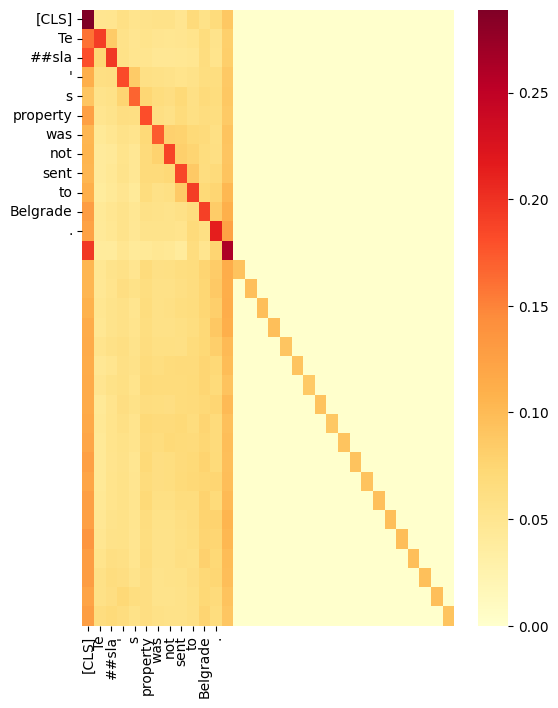 [CLS]
Te
##sla
'
s
property
was
not
sent
to
Belgrade
.
0.25
0.20
0.15
0.10
0.05
0.00
[CLS]
Te
##sla
'
s
property
was
not
sent
to
Belgrade
.